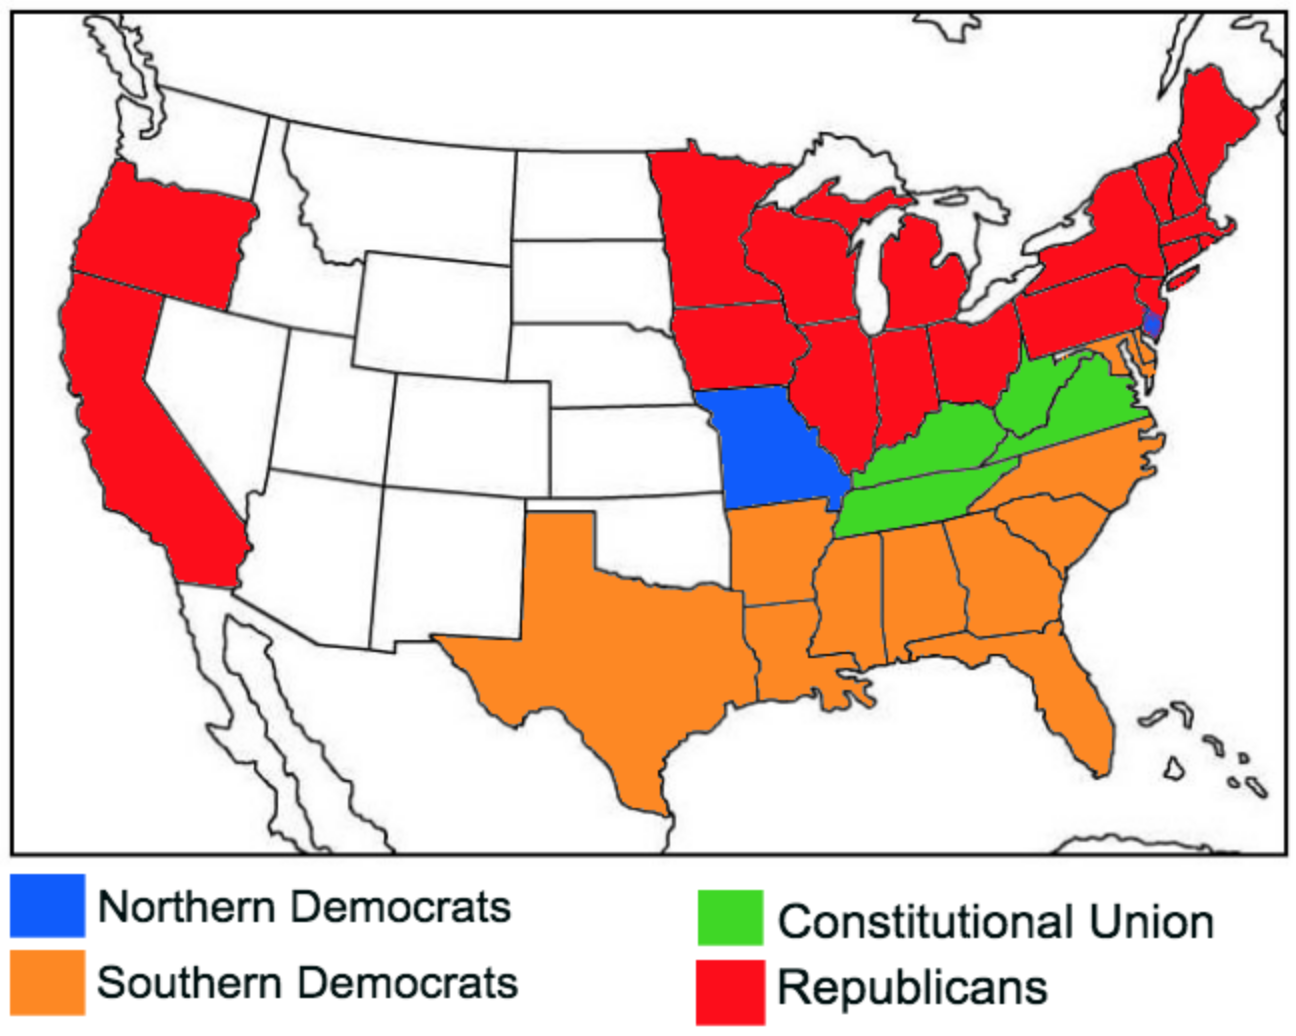 Northern Democrats
Southern Democrats
Constitutional Union
Republicans